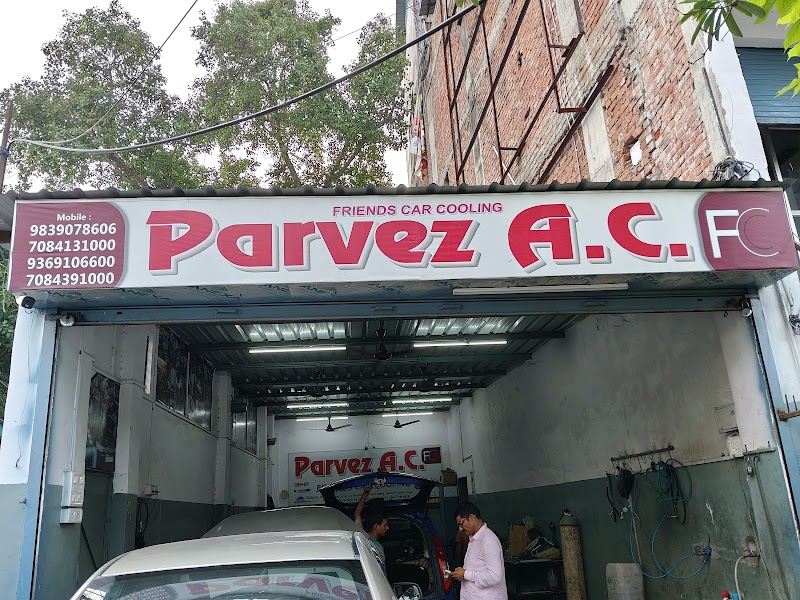 FRIENDS CAR COOLING
Mobile :
9839078606
7084131000
9369106600
7084391000
Parvez A.C.
FC
Parvez A.C.